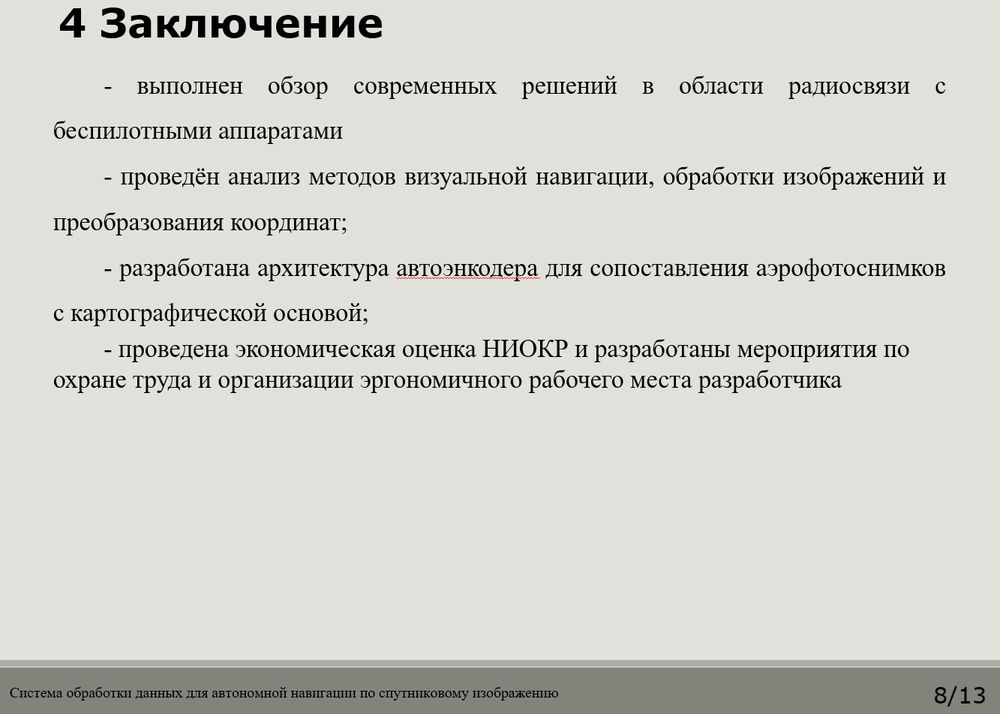 4 Заключение
- выполнен обзор современных решений в области радиосвязи с
беспилотными аппаратами
- проведён анализ методов визуальной навигации, обработки изображений и
преобразования координат;
- разработана архитектура автоэнкодера для сопоставления аэрофотоснимков
с картографической основой;
- проведена экономическая оценка НИОКР и разработаны мероприятия по
охране труда и организации эргономичного рабочего места разработчика
Система обработки данных для автономной навигации по спутниковому изображению
8/13